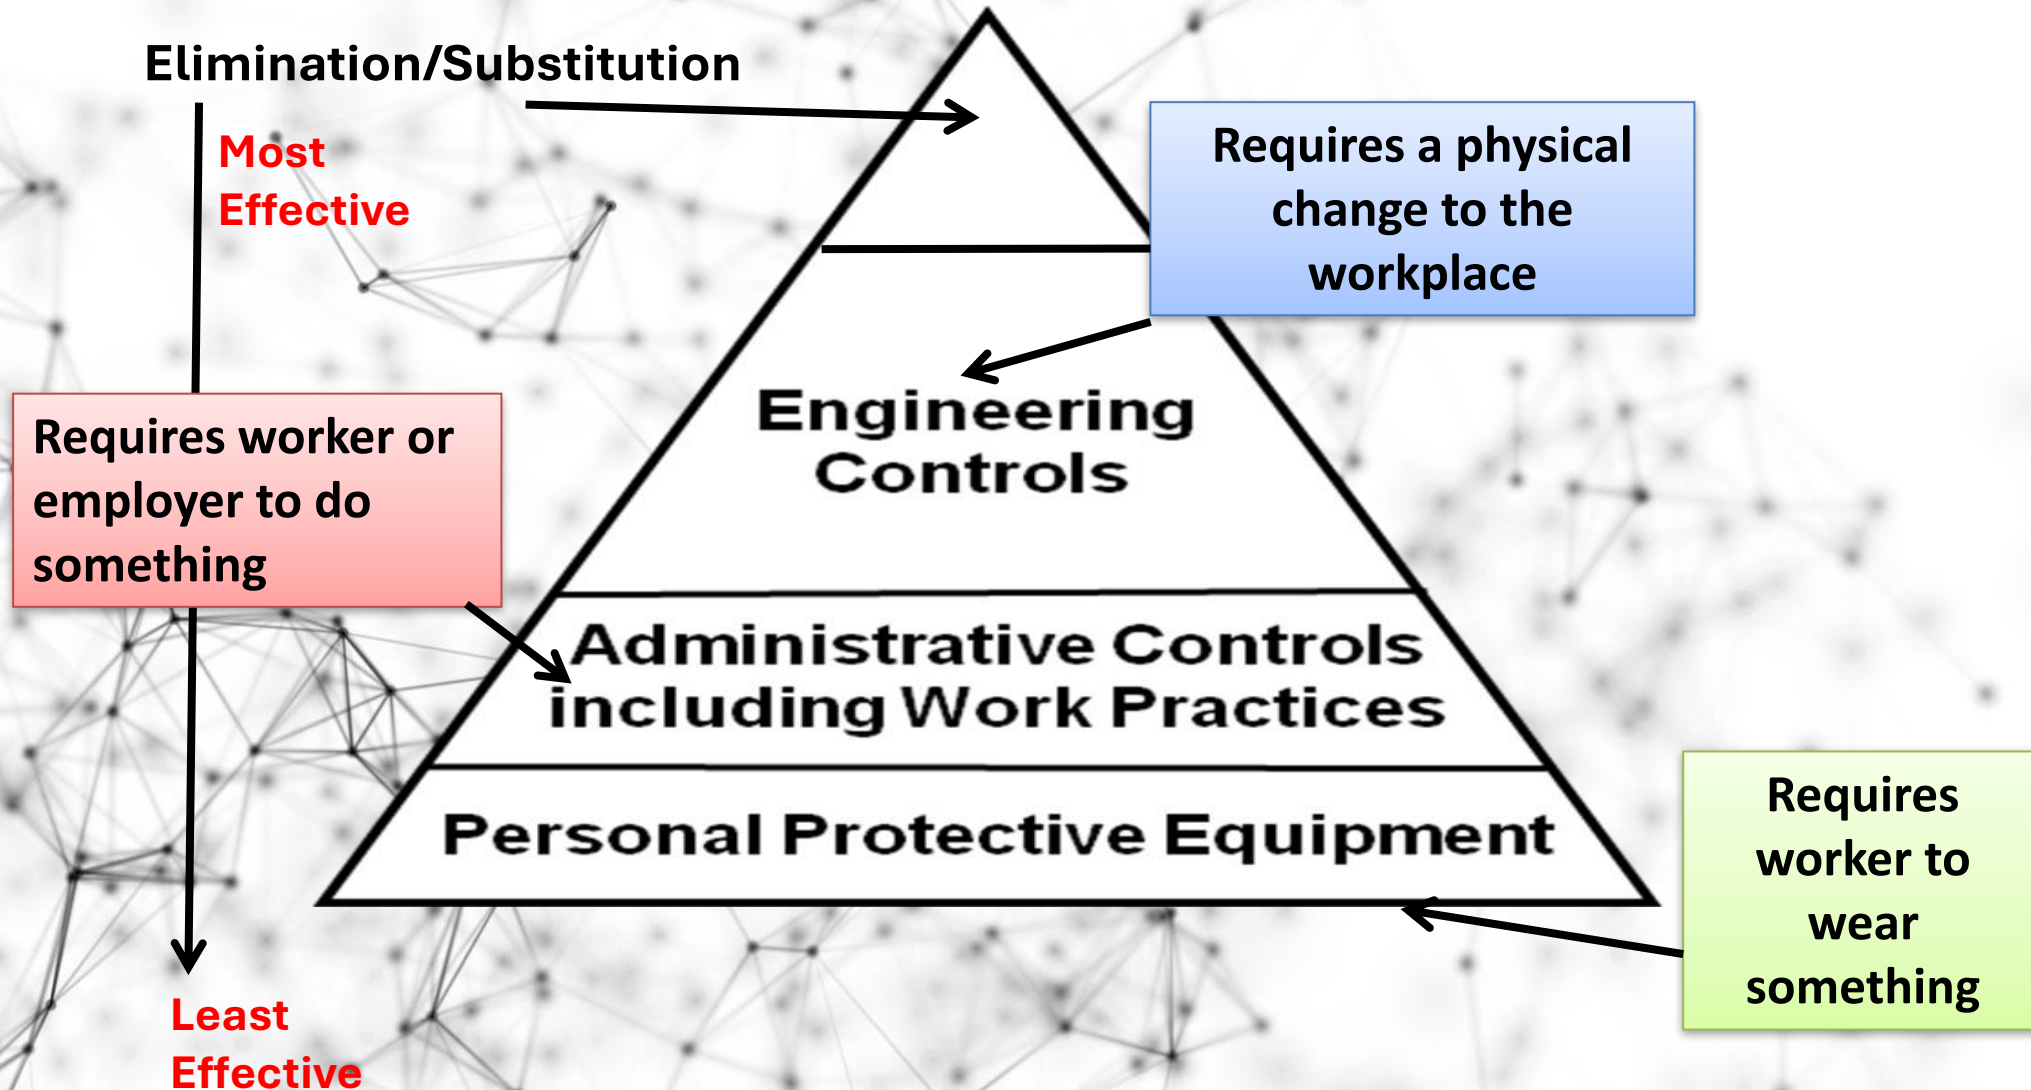 Elimination/Substitution
Most
Effective
Requires a physical
change to the
workplace
Requires worker or
employer to do
something
Engineering
Controls
Administrative Controls
including Work Practices
Personal Protective Equipment
Requires
worker to
wear
something
Least
Effective